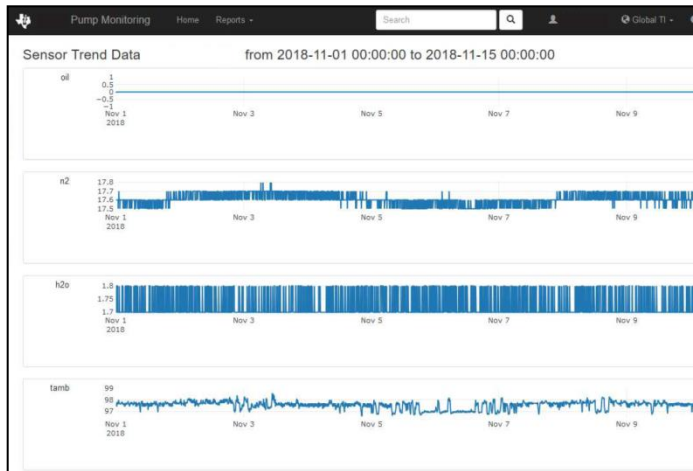 Pump Monitoring Home Reports Search Global TI
Sensor Trend Data from 2018-11-01 00:00:00 to 2018-11-15 00:00:00
oil
1
0.5
0
−0.5
−1
Nov 1 Nov 3 Nov 5 Nov 7 Nov 9
2018
n2
17.8
17.7
17.6
17.5
Nov 1 Nov 3 Nov 5 Nov 7 Nov 9
2018
h2o
1.8
1.75
1.7
Nov 1 Nov 3 Nov 5 Nov 7 Nov 9
2018
tamb
99
98
97
Nov 1 Nov 3 Nov 5 Nov 7 Nov 9
2018